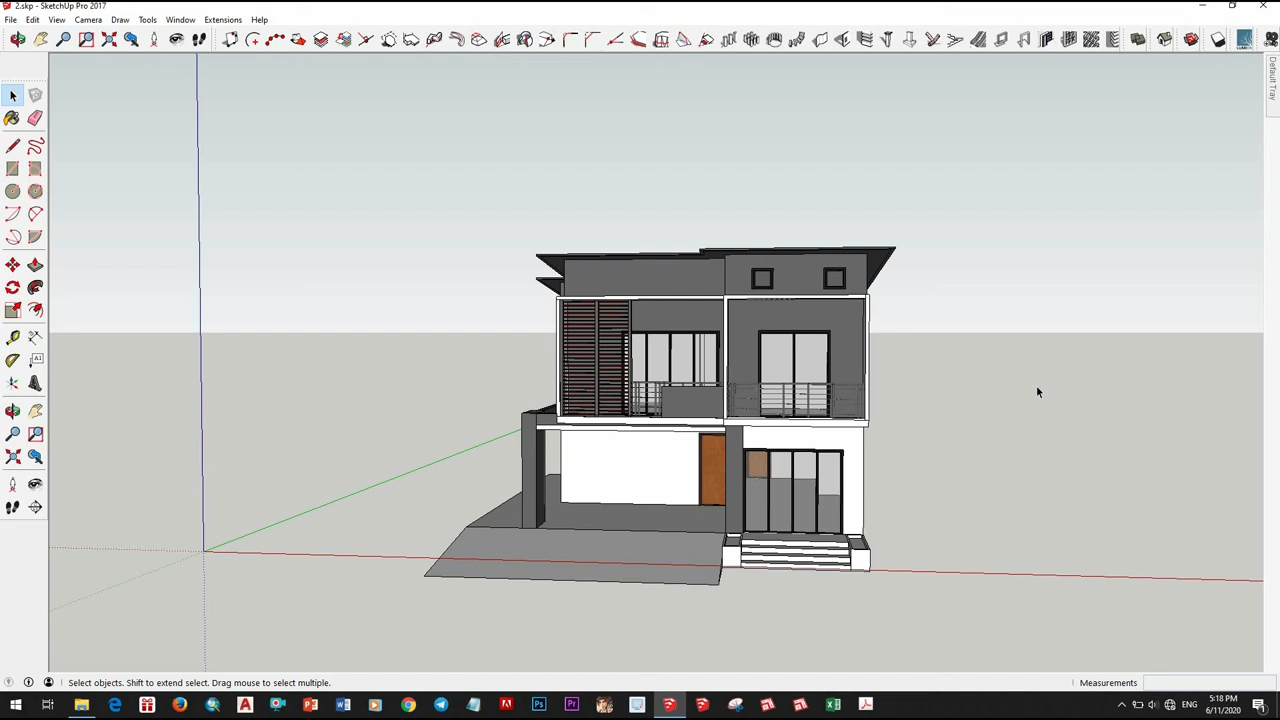 2.skp - SketchUp Pro 2017
File Edit View Camera Draw Tools Window Extensions Help
Default Tray
A1
Select objects. Shift to extend select. Drag mouse to select multiple.
Measurements
5:18 PM
6/11/2020